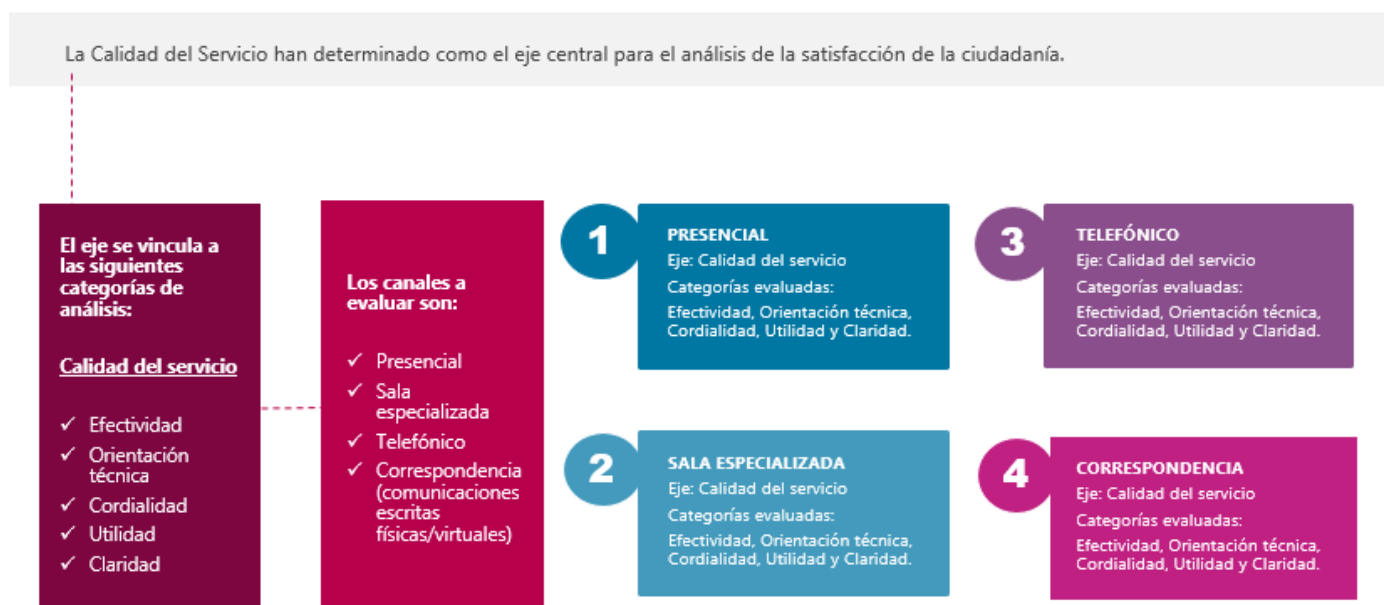 La Calidad del Servicio han determinado como el eje central para el análisis de la satisfacción de la ciudadanía.
El eje se vincula a
las siguientes
categorías de
análisis:
Calidad del servicio
✓ Efectividad
✓ Orientación
técnica
✓ Cordialidad
✓ Utilidad
✓ Claridad
Los canales a
evaluar son:
✓ Presencial
✓ Sala
especializada
✓ Telefónico
✓ Correspondencia
(comunicaciones
escritas
físicas/virtuales)
1
PRESENCIAL
Eje: Calidad del servicio
Categorías evaluadas:
Efectividad, Orientación técnica,
Cordialidad, Utilidad y Claridad.
2
SALA ESPECIALIZADA
Eje: Calidad del servicio
Categorías evaluadas:
Efectividad, Orientación técnica,
Cordialidad, Utilidad y Claridad.
3
TELEFÓNICO
Eje: Calidad del servicio
Categorías evaluadas:
Efectividad, Orientación técnica,
Cordialidad, Utilidad y Claridad.
4
CORRESPONDENCIA
Eje: Calidad del servicio
Categorías evaluadas:
Efectividad, Orientación técnica,
Cordialidad, Utilidad y Claridad.